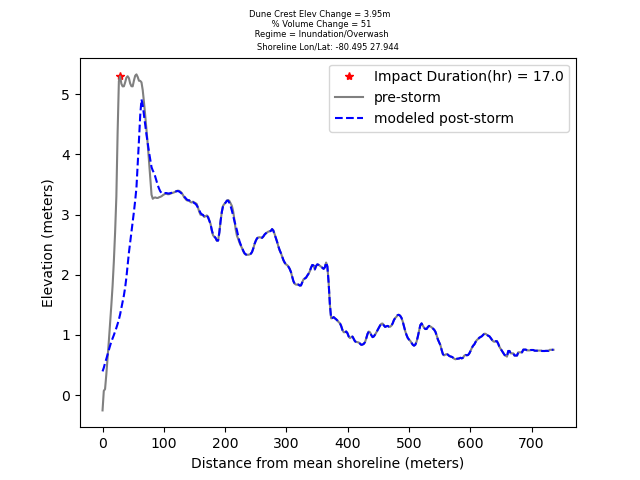 Dune Crest Elev Change = 3.95m
% Volume Change = 51
Regime = Inundation/Overwash
Shoreline Lon/Lat: -80.495 27.944
Impact Duration(hr) = 17.0
pre-storm
modeled post-storm
Elevation (meters)
5
4
3
2
1
0
0 100 200 300 400 500 600 700
Distance from mean shoreline (meters)